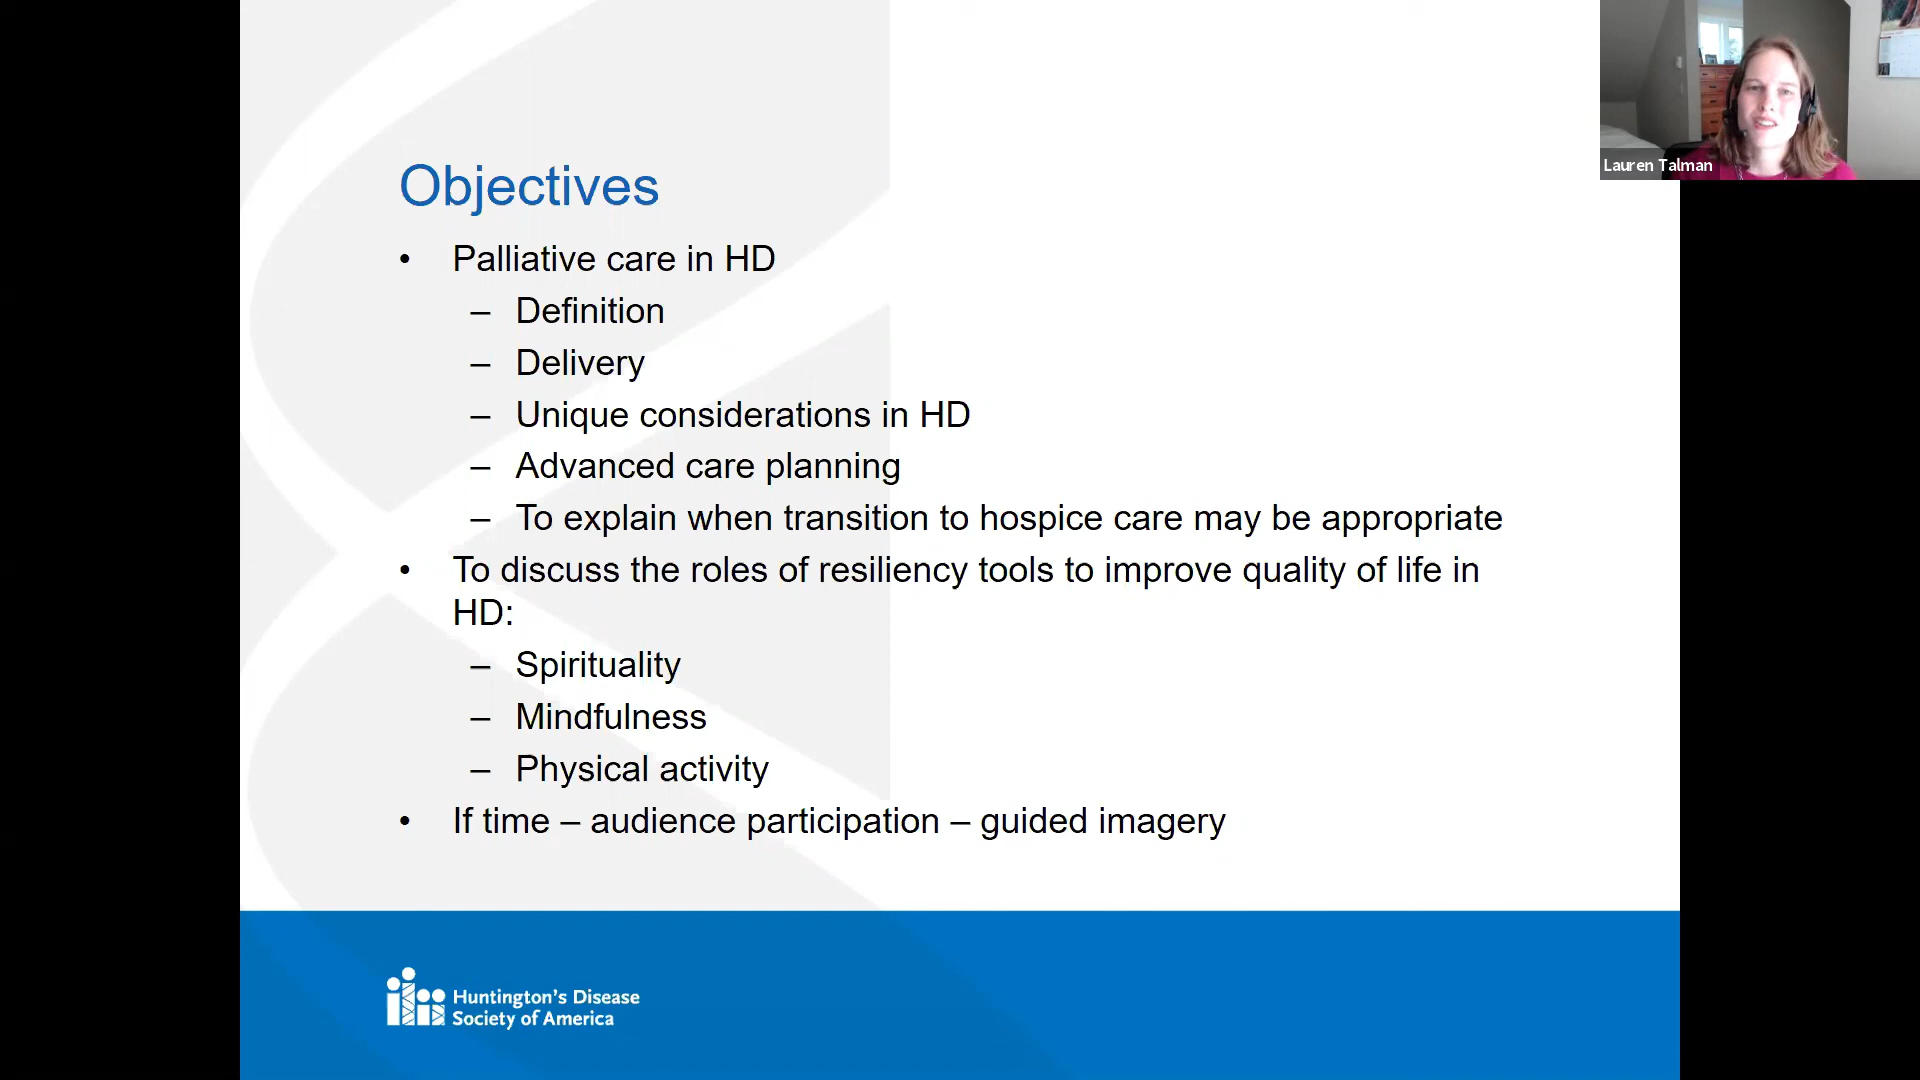 Lauren Talman
Objectives
• Palliative care in HD
– Definition
– Delivery
– Unique considerations in HD
– Advanced care planning
– To explain when transition to hospice care may be appropriate
• To discuss the roles of resiliency tools to improve quality of life in
HD:
– Spirituality
– Mindfulness
– Physical activity
• If time – audience participation – guided imagery
Huntington's Disease
Society of America